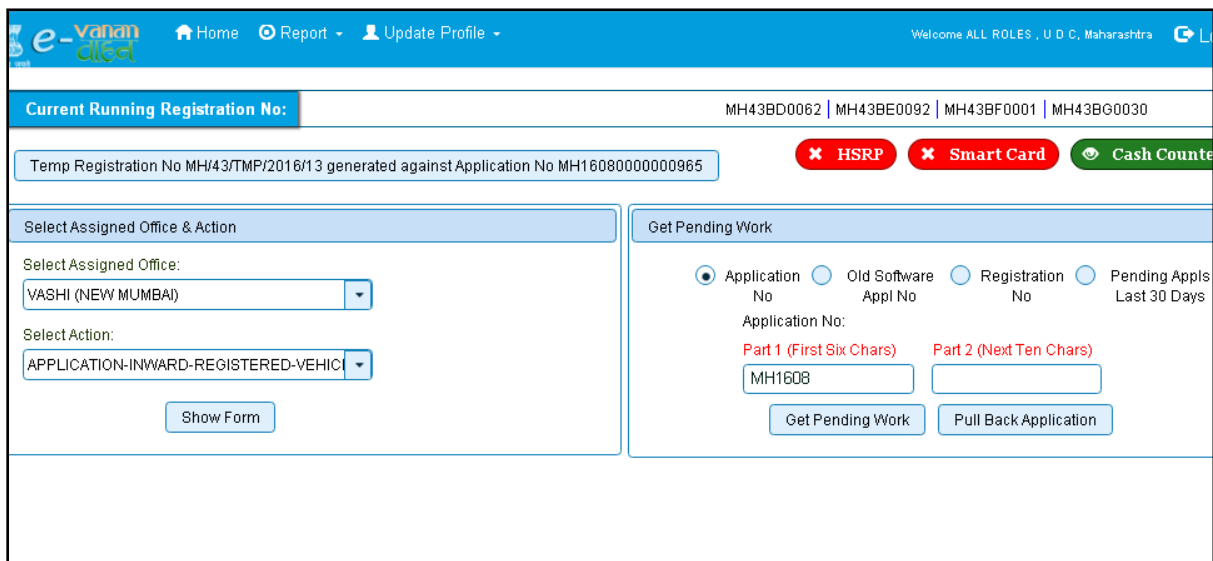 e-vahan Home Report Update Profile Welcome ALL ROLES , U D C, Maharashtra
वाहन
Current Running Registration No: MH43BD0062 | MH43BE0092 | MH43BF0001 | MH43BG0030
HSRP Smart Card Cash Counte
Temp Registration No MH/43/TMP/2016/13 generated against Application No MH16080000000965
Select Assigned Office & Action
Select Assigned Office:
VASHI (NEW MUMBAI)
Select Action:
APPLICATION-INWARD-REGISTERED-VEHICI
Show Form
Get Pending Work
Application No
Old Software Appl No
Registration No
Pending Appls Last 30 Days
Application No:
Part 1 (First Six Chars) Part 2 (Next Ten Chars)
MH1608
Get Pending Work Pull Back Application